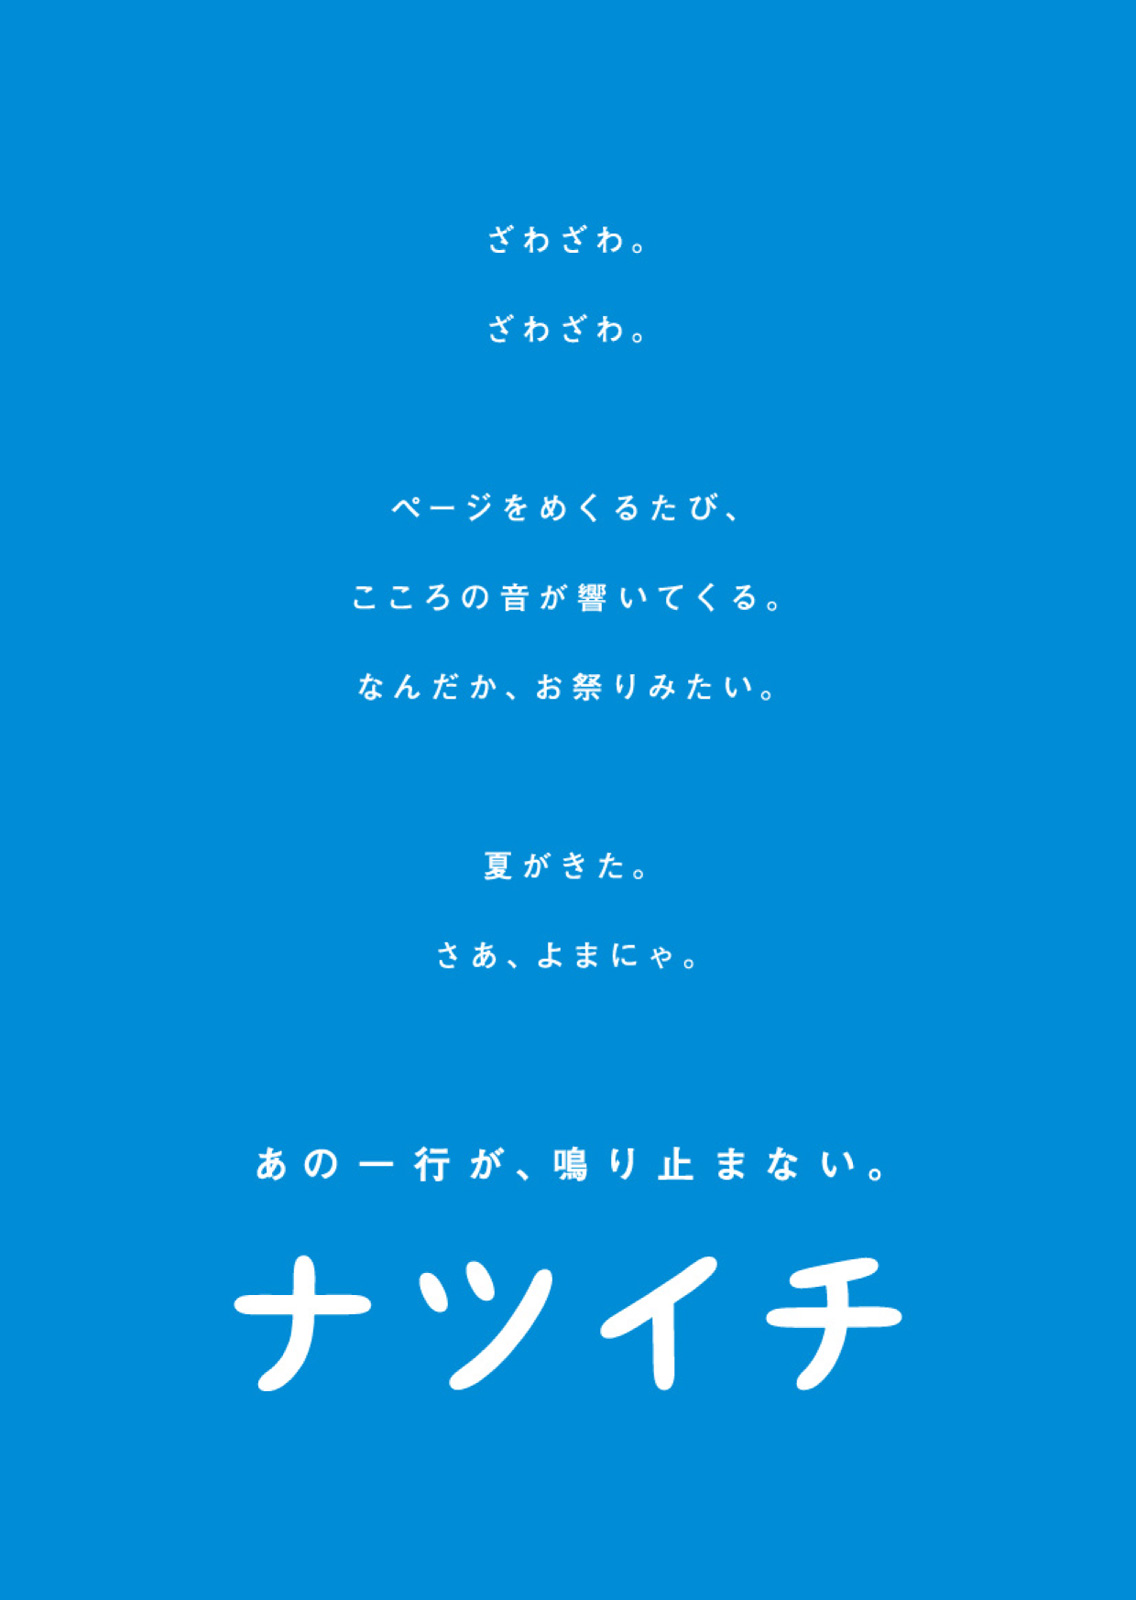 ざわざわ。
ざわざわ。
ページをめくるたび、
こころの音が響いてくる。
なんだか、お祭りみたい。
夏がきた。
さあ、よまにゃ。
あの一行が、鳴り止まない。
ナツイチ